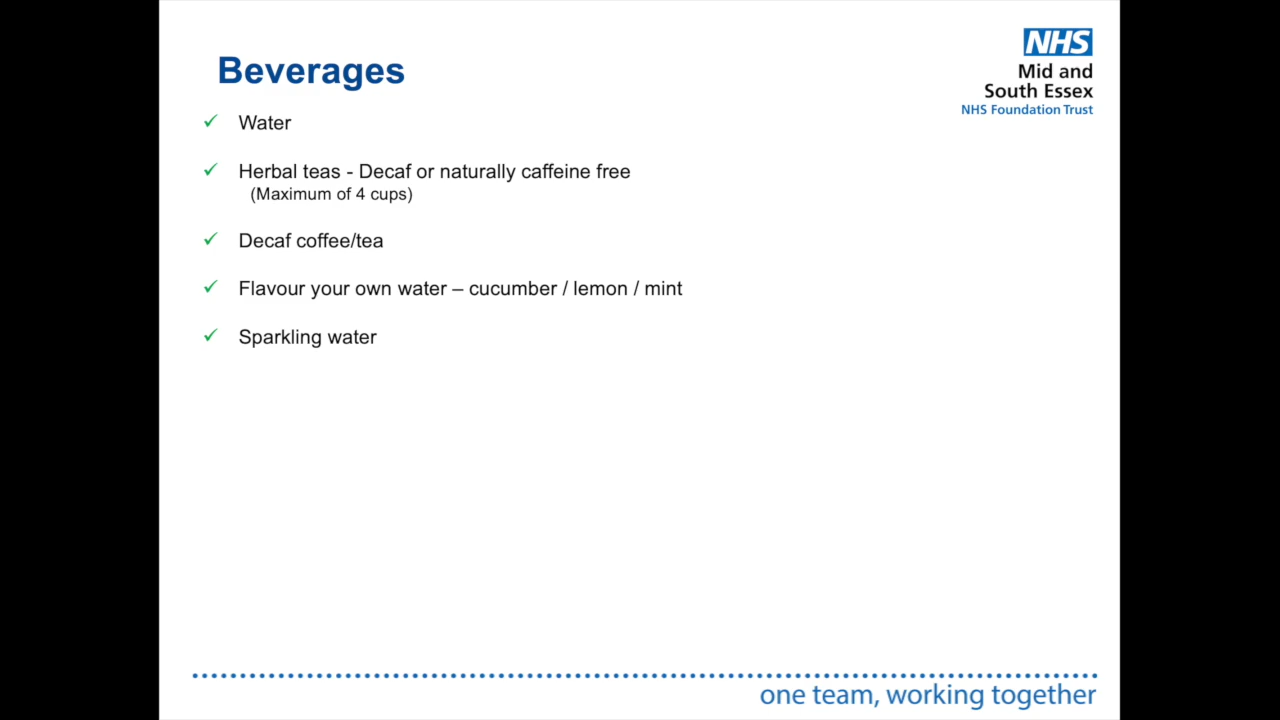 Beverages
NHS
Mid and
South Essex
NHS Foundation Trust
✓ Water
✓ Herbal teas - Decaf or naturally caffeine free
(Maximum of 4 cups)
✓ Decaf coffee/tea
✓ Flavour your own water – cucumber / lemon / mint
✓ Sparkling water
one team, working together